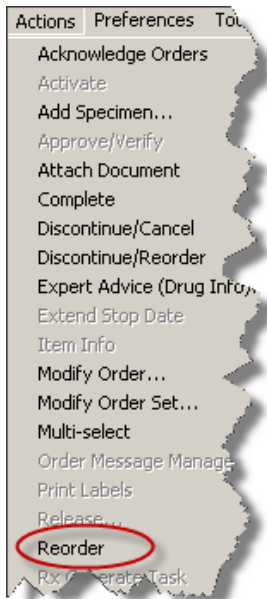 Actions Preferences
Acknowledge Orders
Activate
Add Specimen...
Approve/Verify
Attach Document
Complete
Discontinue/Cancel
Discontinue/Reorder
Expert Advice (Drug Info)
Extend Stop Date
Item Info
Modify Order...
Modify Order Set...
Multi-select
Order Message Manage
Print Labels
Release...
Reorder
Rx Generate Task